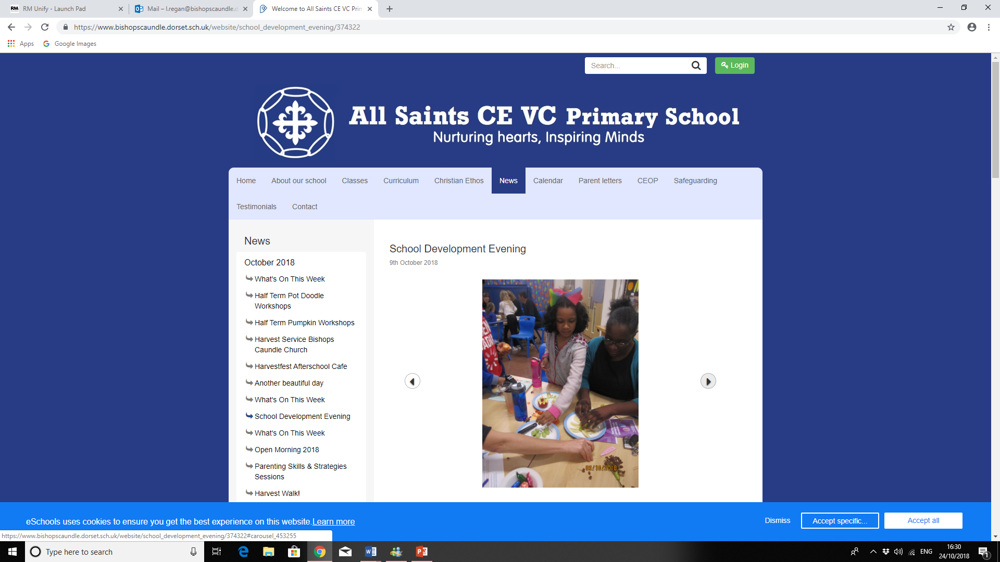 RM Unify - Launch Pad
Mail – l.regan@bishopscaundle.d
Welcome to All Saints CE VC Prim
https://www.bishopscaundle.dorset.sch.uk/website/school_development_evening/374322
Apps
Google Images
Search...
Login
All Saints CE VC Primary School
Nurturing hearts, Inspiring Minds
Home
About our school
Classes
Curriculum
Christian Ethos
News
Calendar
Parent letters
CEOP
Safeguarding
Testimonials
Contact
News
October 2018
What's On This Week
Half Term Pot Doodle
Workshops
Half Term Pumpkin Workshops
Harvest Service Bishops
Caundle Church
Harvestfest Afterschool Cafe
Another beautiful day
What's On This Week
School Development Evening
What's On This Week
Open Morning 2018
Parenting Skills & Strategies
Sessions
Harvest Walk!
School Development Evening
9th October 2018
eSchools uses cookies to ensure you get the best experience on this website.Learn more
Dismiss
Accept specific...
Accept all
https://www.bishopscaundle.dorset.sch.uk/website/school_development_evening/374322#carousel_453255
Type here to search
ENG
16:30
24/10/2018
1